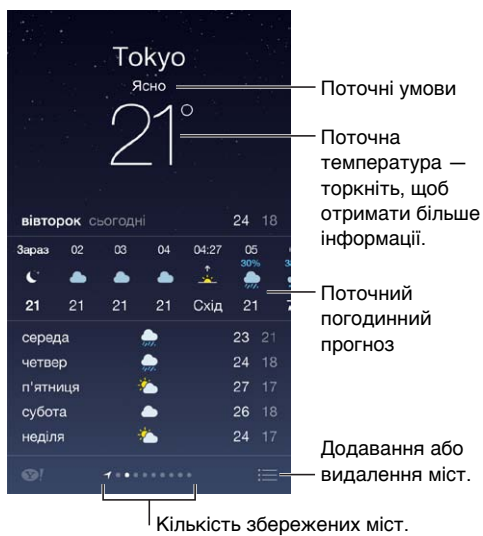 Tokyo
Ясно
21°
вівторок сьогодні 24 18
Зараз 02 03 04 04:27 05
30%
21 21 21 21 Схід 21
середа 23 21
четвер 24 18
п'ятниця 27 17
субота 26 18
неділя 24 17
Y!
Поточні умови
Поточна
температура —
торкніть, щоб
отримати більше
інформації.
Поточний
погодинний
прогноз
Додавання або
видалення міст.
Кількість збережених міст.